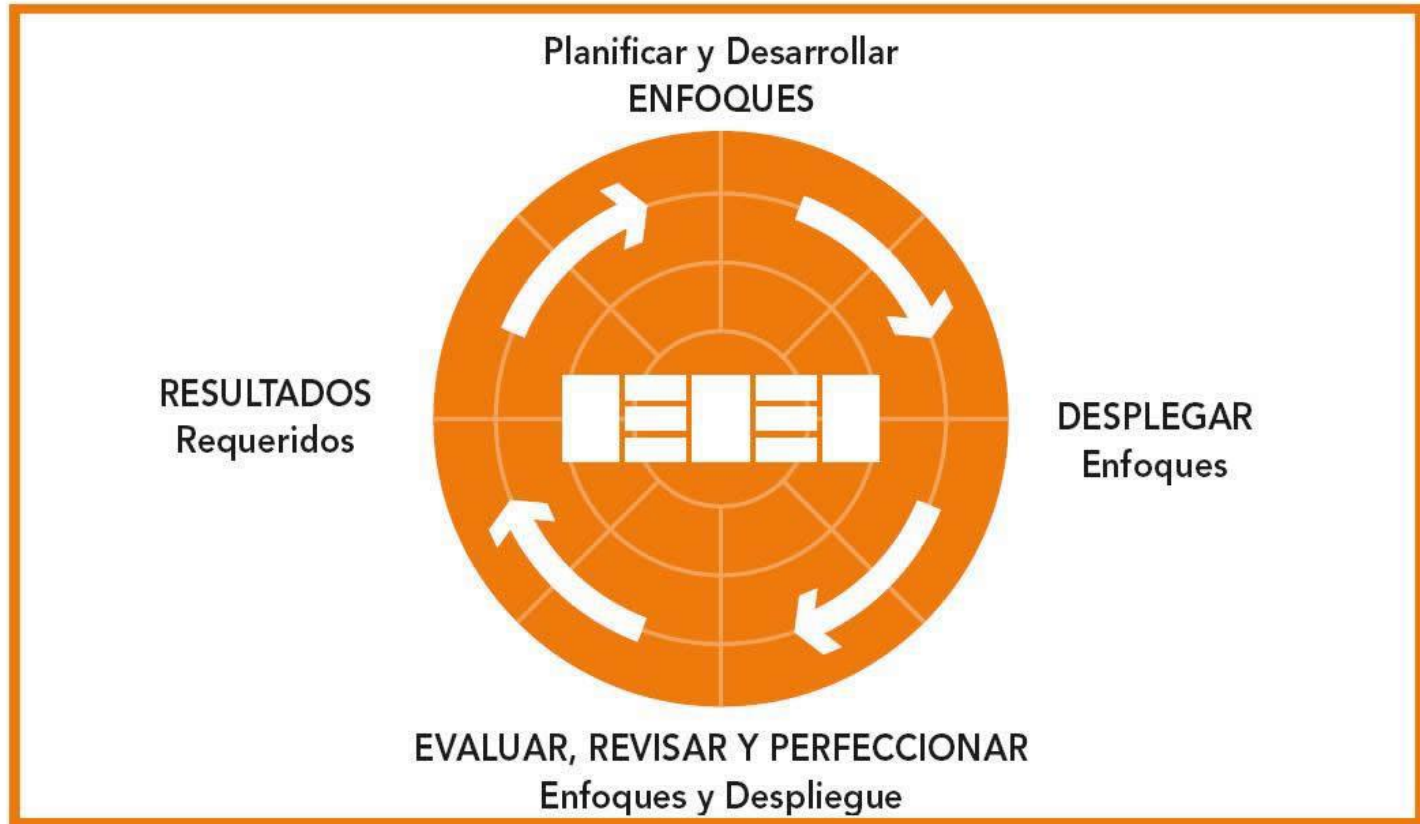 Planificar y Desarrollar
ENFOQUES
RESULTADOS
Requeridos
DESPLEGAR
Enfoques
EVALUAR, REVISAR Y PERFECCIONAR
Enfoques y Despliegue